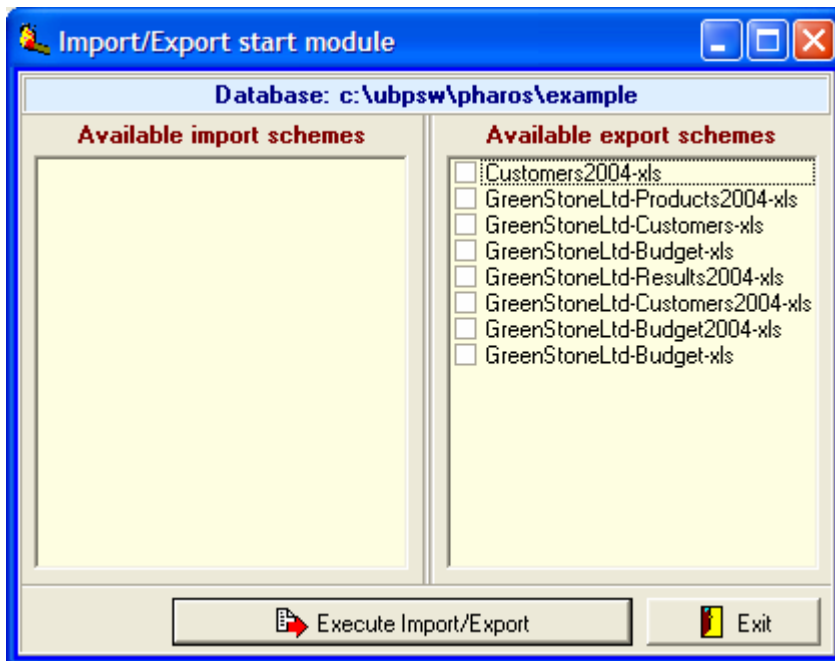 Import/Export start module
Database: c:\ubpsw\pharos\example
Available import schemes
Available export schemes
Customers2004-xls
GreenStoneLtd-Products2004-xls
GreenStoneLtd-Customers-xls
GreenStoneLtd-Budget-xls
GreenStoneLtd-Results2004-xls
GreenStoneLtd-Customers2004-xls
GreenStoneLtd-Budget2004-xls
GreenStoneLtd-Budget-xls
Execute Import/Export
Exit